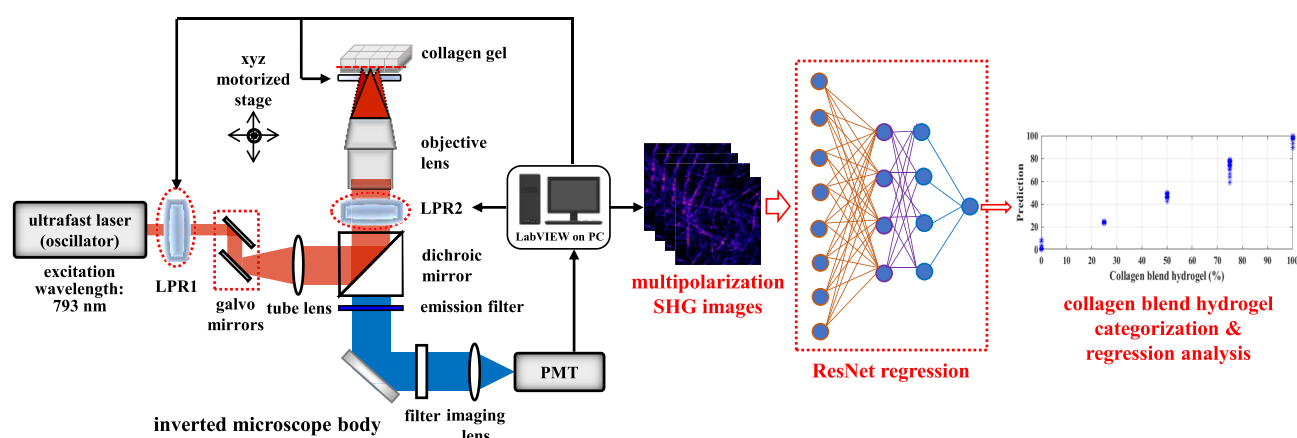 xyz
motorized
stage
collagen gel
objective
lens
LPR2
ultrafast laser
(oscillator)
excitation
wavelength:
793 nm
LPR1
galvo
mirrors
tube lens
dichroic
mirror
emission filter
PMT
filter
imaging
lens
inverted microscope body
LabVIEW on PC
multipolarization
SHG images
ResNet regression
Prediction
100
80
60
40
20
0
0
10
20
30
40
50
60
70
80
90
100
Collagen blend hydrogel (%)
collagen blend hydrogel
categorization &
regression analysis